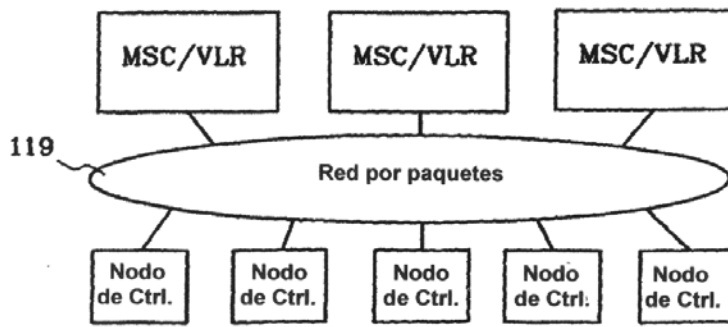 MSC/VLR MSC/VLR MSC/VLR
119
Red por paquetes
Nodo de Ctrl.
Nodo de Ctrl.
Nodo de Ctrl.
Nodo de Ctrl.
Nodo de Ctrl.